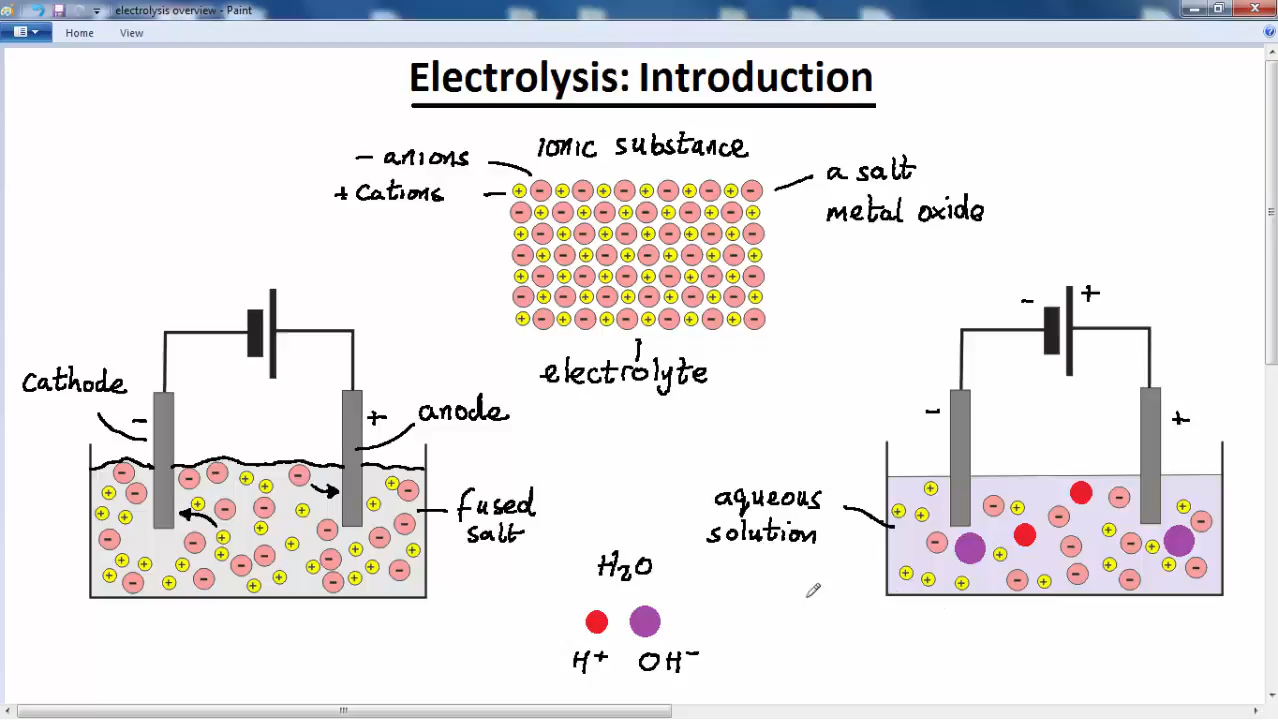 electrolysis overview - Paint
Home View
Electrolysis: Introduction
ionic substance
- anions
+ cations
a salt
metal oxide
electrolyte
- +
cathode
-
+
anode
- +
fused
salt
aqueous
solution
H₂O
H⁺ OH⁻